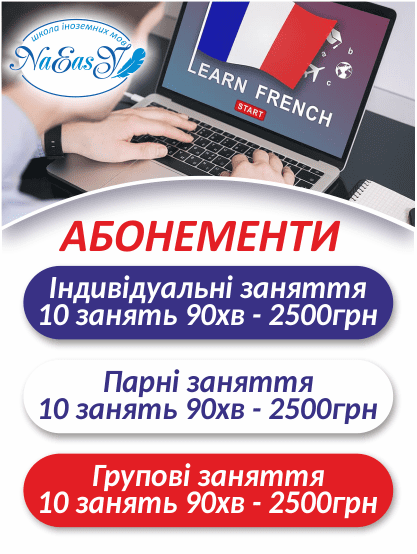 школа іноземних мов
NaEasY
LEARN FRENCH
START
a
b
c
АБОНЕМЕНТИ
Індивідуальні заняття
10 занять 90хв - 2500грн
Парні заняття
10 занять 90хв - 2500грн
Групові заняття
10 занять 90хв - 2500грн